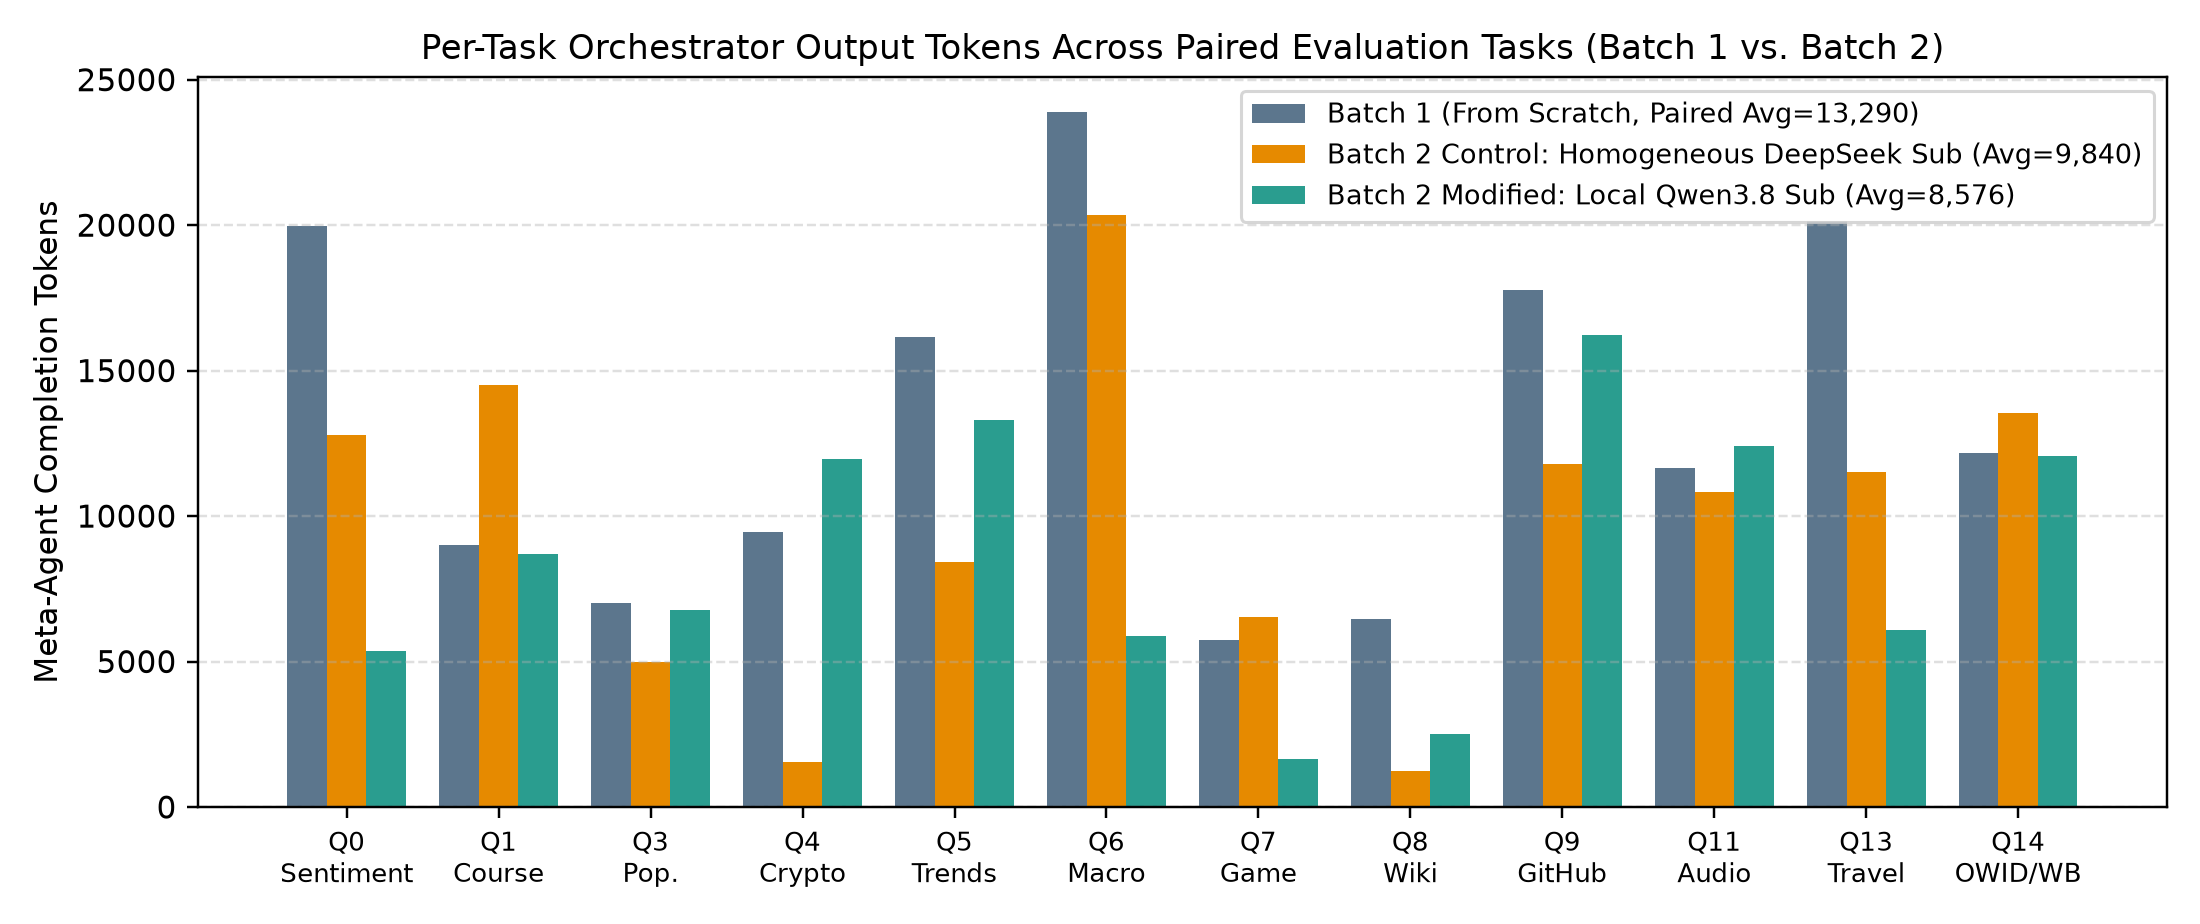 Per-Task Orchestrator Output Tokens Across Paired Evaluation Tasks (Batch 1 vs. Batch 2)
Batch 1 (From Scratch, Paired Avg=13,290)
Batch 2 Control: Homogeneous DeepSeek Sub (Avg=9,840)
Batch 2 Modified: Local Qwen3.8 Sub (Avg=8,576)
Meta-Agent Completion Tokens
25000
20000
15000
10000
5000
0
Q0
Sentiment
Q1
Course
Q3
Pop.
Q4
Crypto
Q5
Trends
Q6
Macro
Q7
Game
Q8
Wiki
Q9
GitHub
Q11
Audio
Q13
Travel
Q14
OWID/WB